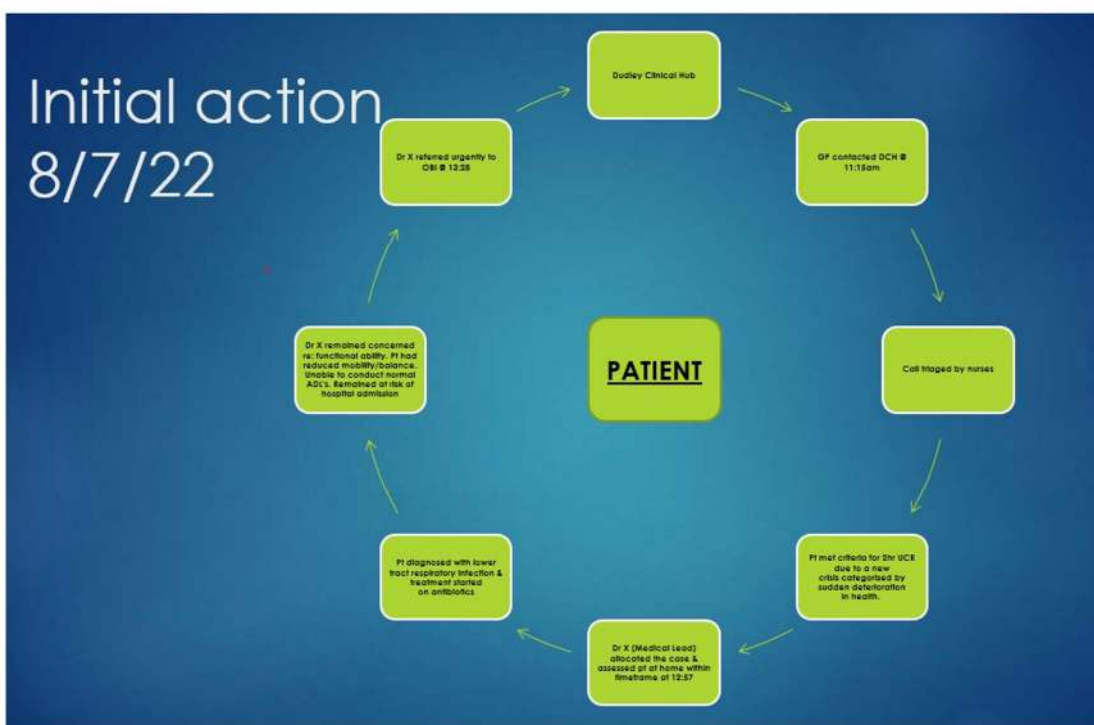 Initial action
8/7/22
Dudley Clinical Hub
GP contacted DCH @
11:15am
Call triaged by nurses
Pt met criteria for 2hr UCR
due to a new
crisis categorised by
sudden deterioration
in health.
Dr X (Medical Lead)
allocated the case &
assessed pt at home within
timeframe at 12:57
Pt diagnosed with lower
tract respiratory infection &
treatment started
on antibiotics
Dr X remained concerned
re: functional ability. Pt had
reduced mobility/balance.
Unable to conduct normal
ADL's. Remained at risk of
hospital admission
Dr X referred urgently to
@
PATIENT